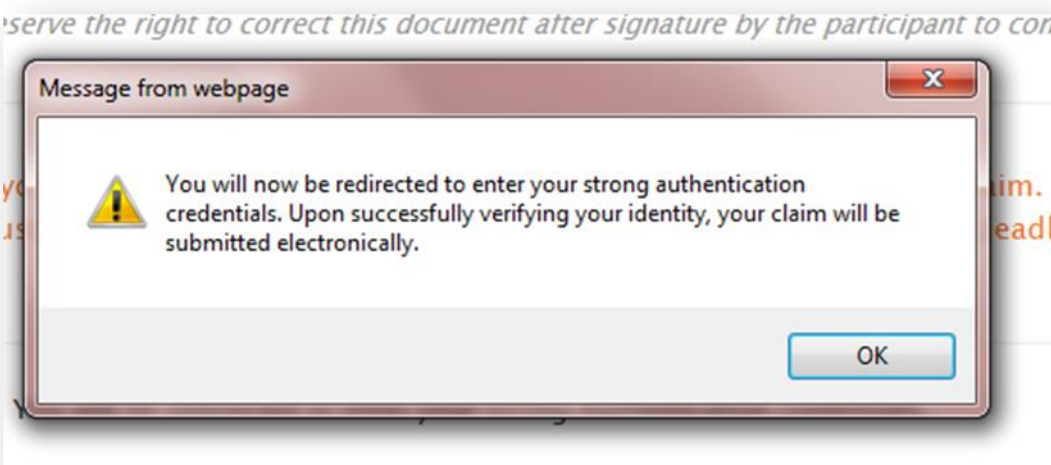 serve the right to correct this document after signature by the participant to
Message from webpage
You will now be redirected to enter your strong authentication
credentials. Upon successfully verifying your identity, your claim will be
submitted electronically.
OK